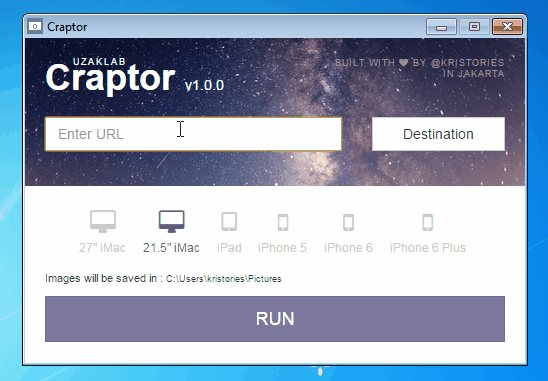 Craptor
UZAKLAB
Craptor v1.0.0
BUILT WITH ❤ BY @KRISTORIES
IN JAKARTA
Enter URL
Destination
27" iMac
21.5" iMac
iPad
iPhone 5
iPhone 6
iPhone 6 Plus
Images will be saved in : C:\Users\kristories\Pictures
RUN